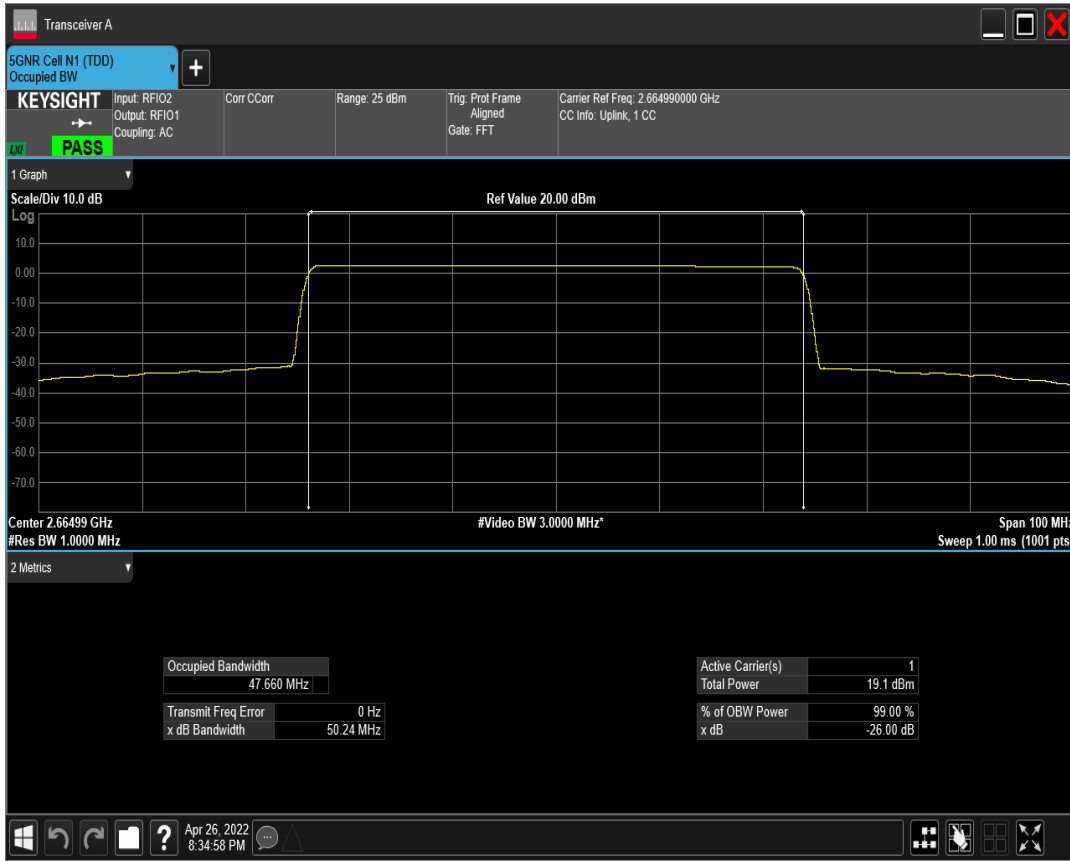 Transceiver A
5GNR Cell N1 (TDD)
Occupied BW
KEYSIGHT
LXI
PASS
Input: RFIO2
Output: RFIO1
Coupling: AC
Corr CCorr
Range: 25 dBm
Trig: Prot Frame
Aligned
Gate: FFT
Carrier Ref Freq: 2.664990000 GHz
CC Info: Uplink, 1 CC
1 Graph
Scale/Div 10.0 dB
Ref Value 20.00 dBm
Log
10.0
0.00
-10.0
-20.0
-30.0
-40.0
-50.0
-60.0
-70.0
Center 2.66499 GHz
#Video BW 3.0000 MHz*
Span 100 MHz
#Res BW 1.0000 MHz
Sweep 1.00 ms (1001 pts
2 Metrics
Occupied Bandwidth
47.660 MHz
Transmit Freq Error 0 Hz
x dB Bandwidth 50.24 MHz
Active Carrier(s) 1
Total Power 19.1 dBm
% of OBW Power 99.00 %
x dB -26.00 dB
?
Apr 26, 2022
8:34:58 PM